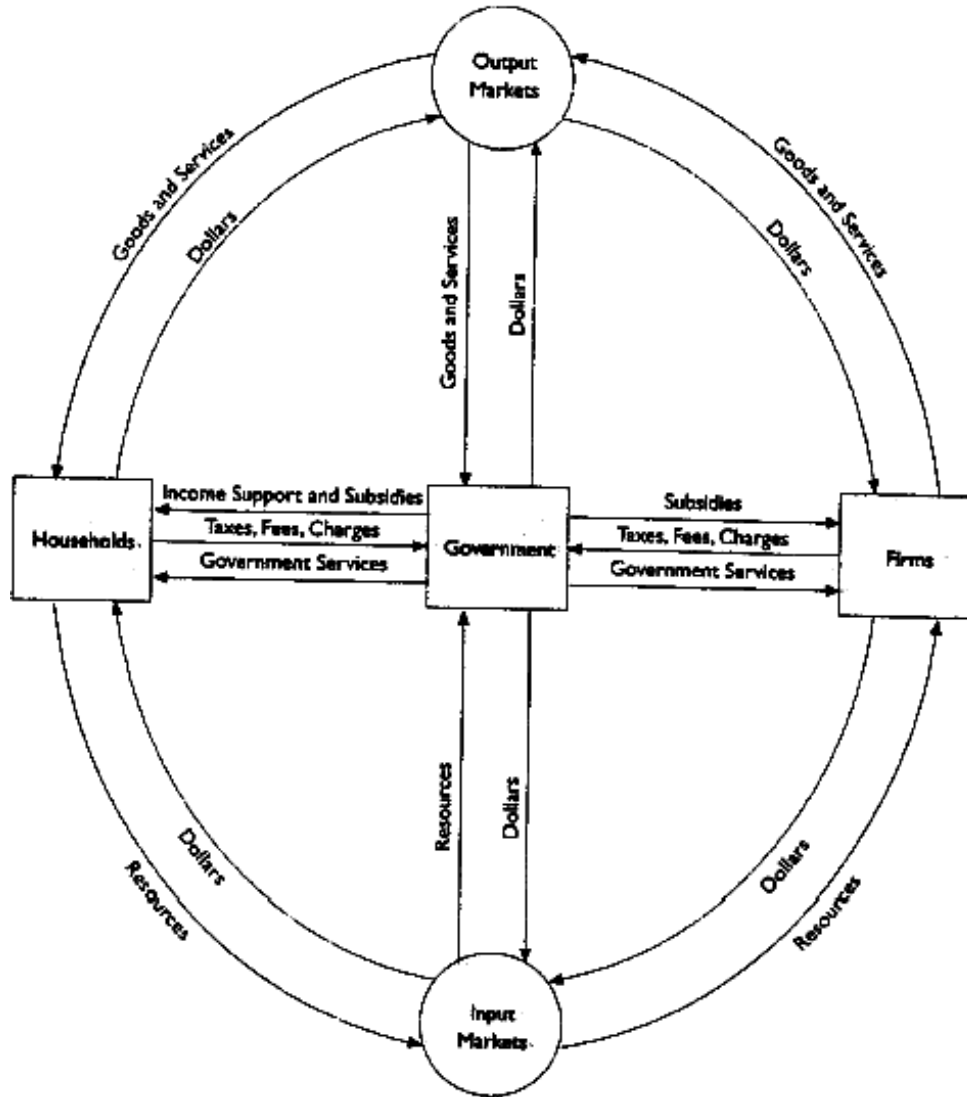 Output
Markets
Goods and Services
Dollars
Goods and Services
Dollars
Goods and Services
Dollars
Households
Income Support and Subsidies
Taxes, Fees, Charges
Government Services
Government
Subsidies
Taxes, Fees, Charges
Government Services
Firms
Resources
Dollars
Dollars
Resources
Dollars
Resources
Input
Markets